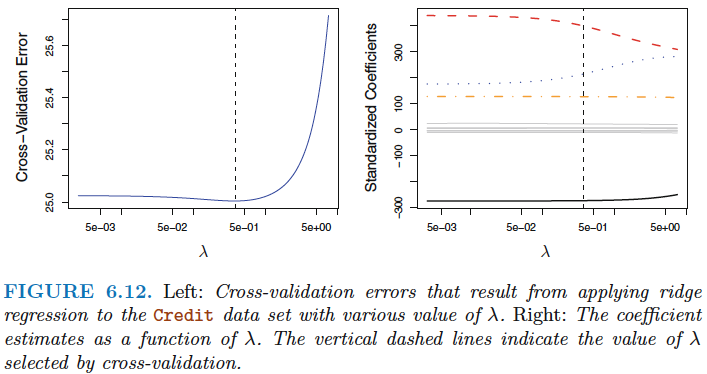 Cross−Validation Error
25.6
25.4
25.2
25.0
5e−03 5e−02 5e−01 5e+00
λ
Standardized Coefficients
300
100
0
−100
−300
5e−03 5e−02 5e−01 5e+00
λ
FIGURE 6.12. Left: Cross-validation errors that result from applying ridge
regression to the Credit data set with various value of λ. Right: The coefficient
estimates as a function of λ. The vertical dashed lines indicate the value of λ
selected by cross-validation.